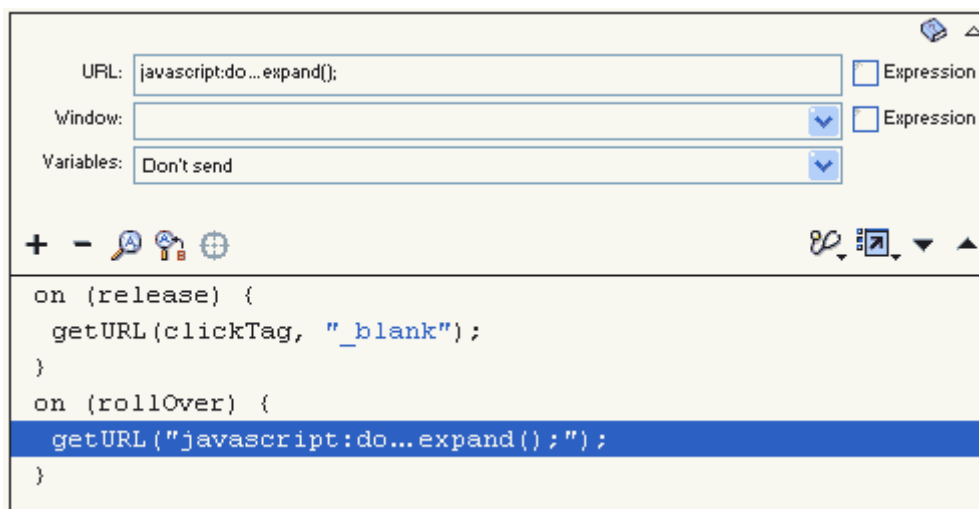 URL: javascript:do...expand(); Expression
Window: Expression
Variables: Don't send
on (release) {
getURL(clickTag, "_blank");
}
on (rollOver) {
getURL("javascript:do...expand();");
}